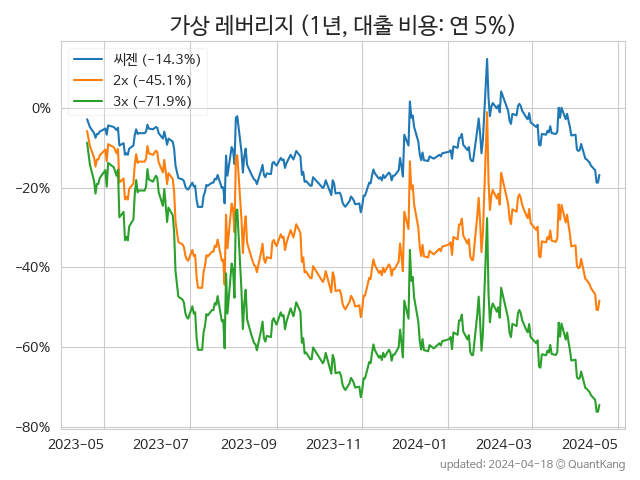 가상 레버리지 (1년, 대출 비용: 연 5%)
씨젠 (−14.3%)
2x (−45.1%)
3x (−71.9%)
0%
−20%
−40%
−60%
−80%
2023-05 2023-07 2023-09 2023-11 2024-01 2024-03 2024-05
updated: 2024-04-18 © QuantKang